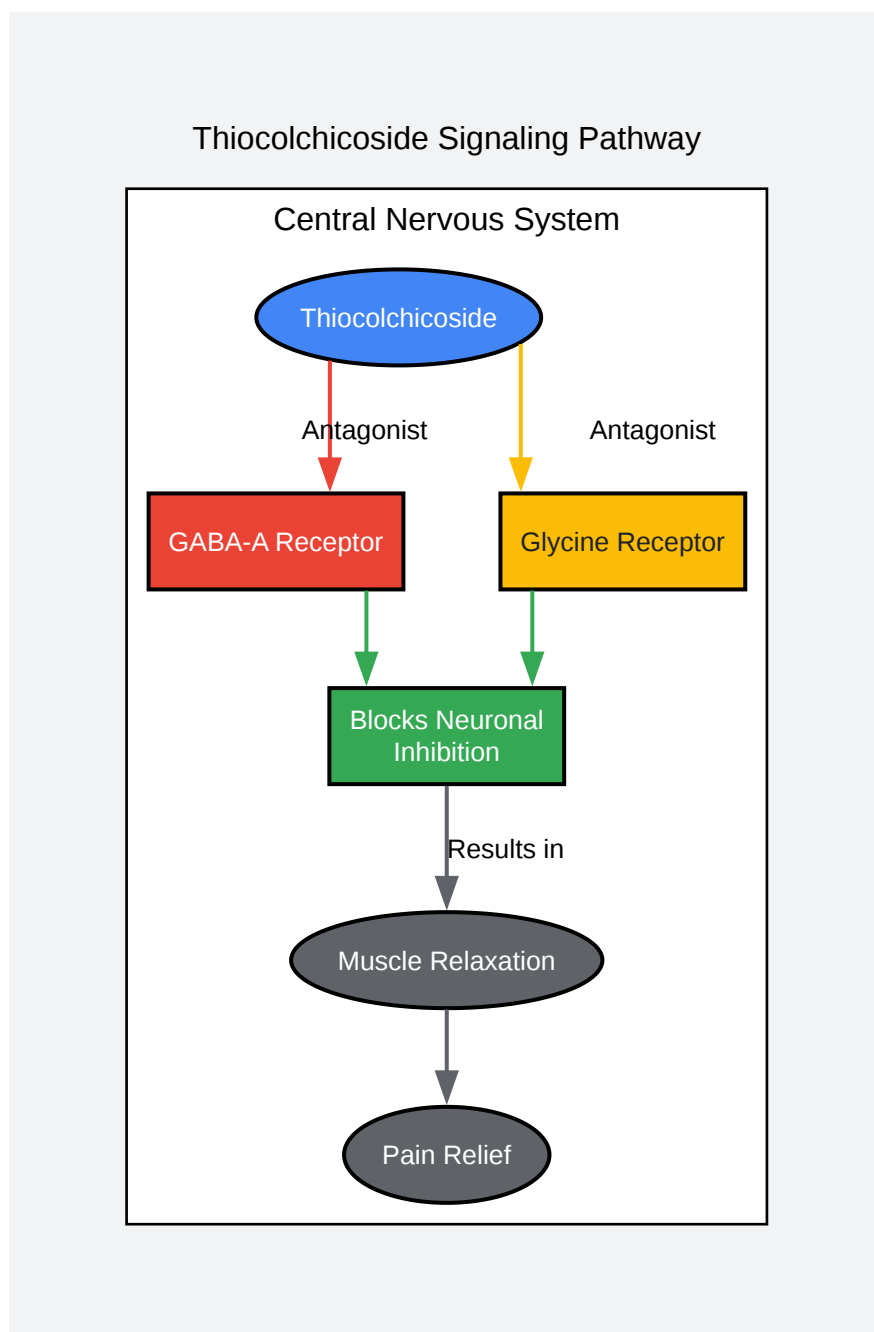 Thiocolchicoside Signaling Pathway
Central Nervous System
Thiocolchicoside
Antagonist
Antagonist
GABA-A Receptor
Glycine Receptor
Blocks Neuronal
Inhibition
Results in
Muscle Relaxation
Pain Relief